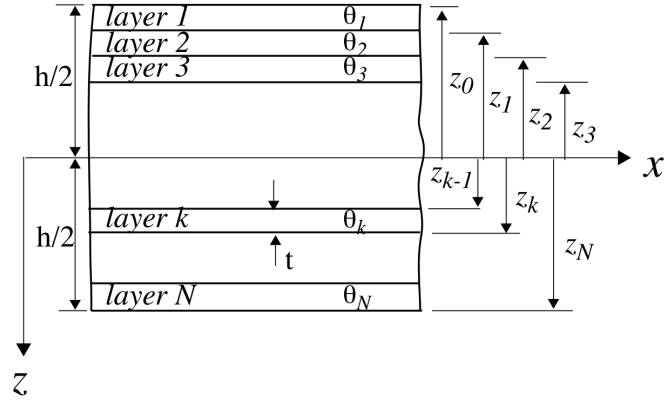 layer 1 θ1
layer 2 θ2
layer 3 θ3
h/2
z0
z1
z2
z3
x
zk-1
zk
layer k θk
h/2
t
zN
layer N θN
z